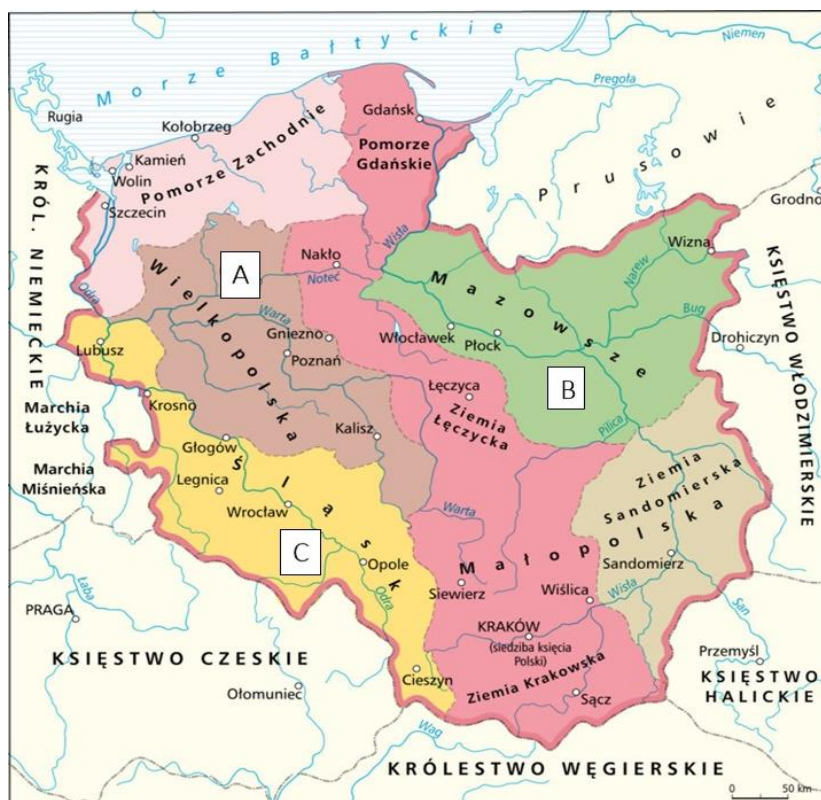 Morze Bałtyckie
Niemen
Pregoła
Rugia
Gdańsk
Kołobrzeg
Pomorze Zachodnie
Pomorze
Gdańskie
Prusowie
Kamień
Wolin
Szczecin
Grodno
KRÓL. NIEMIECKIE
Wisła
Nakło
Noteć
A
Wizna
Narew
Mazowsze
Wielkopolska
Odra
Warta
Gniezno
Poznań
Włocławek
Płock
Bug
Drohiczyn
KSIĘSTWO WŁODZIMIERSKIE
Lubusz
Krosno
Łęczyca
Ziemia
Łęczycka
B
Pilica
Marchia
Łużycka
Kalisz
Głogów
Śląsk
Marchia
Miśnieńska
Legnica
Wrocław
Warta
Ziemia
Sandomierska
C
Opole
Odra
Małopolska
Sandomierz
Siewierz
Wiślica
Wisła
San
Łaba
PRAGA
KRAKÓW
(siedziba księcia
Polski)
Przemyśl
KSIĘSTWO CZESKIE
Cieszyn
Ziemia Krakowska
Sącz
KSIĘSTWO
HALICKIE
Ołomuniec
Wag
KRÓLESTWO WĘGIERSKIE
0 50 km